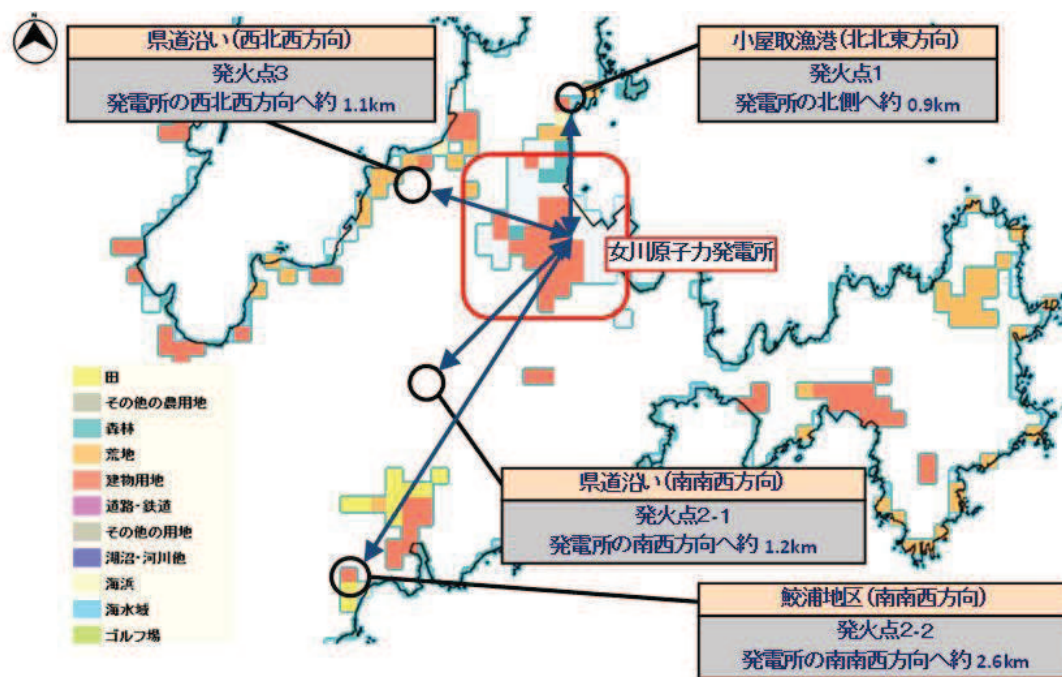 県道沿い(西北西方向)
発火点3
発電所の西北西方向へ約 1.1km
小屋取漁港(北北東方向)
発火点1
発電所の北側へ約 0.9km
女川原子力発電所
田
その他の農用地
森林
荒地
建物用地
道路・鉄道
その他の用地
湖沼・河川他
海浜
海水域
ゴルフ場
県道沿い(南南西方向)
発火点2-1
発電所の南西方向へ約 1.2km
鮫浦地区(南南西方向)
発火点2-2
発電所の南南西方向へ約 2.6km